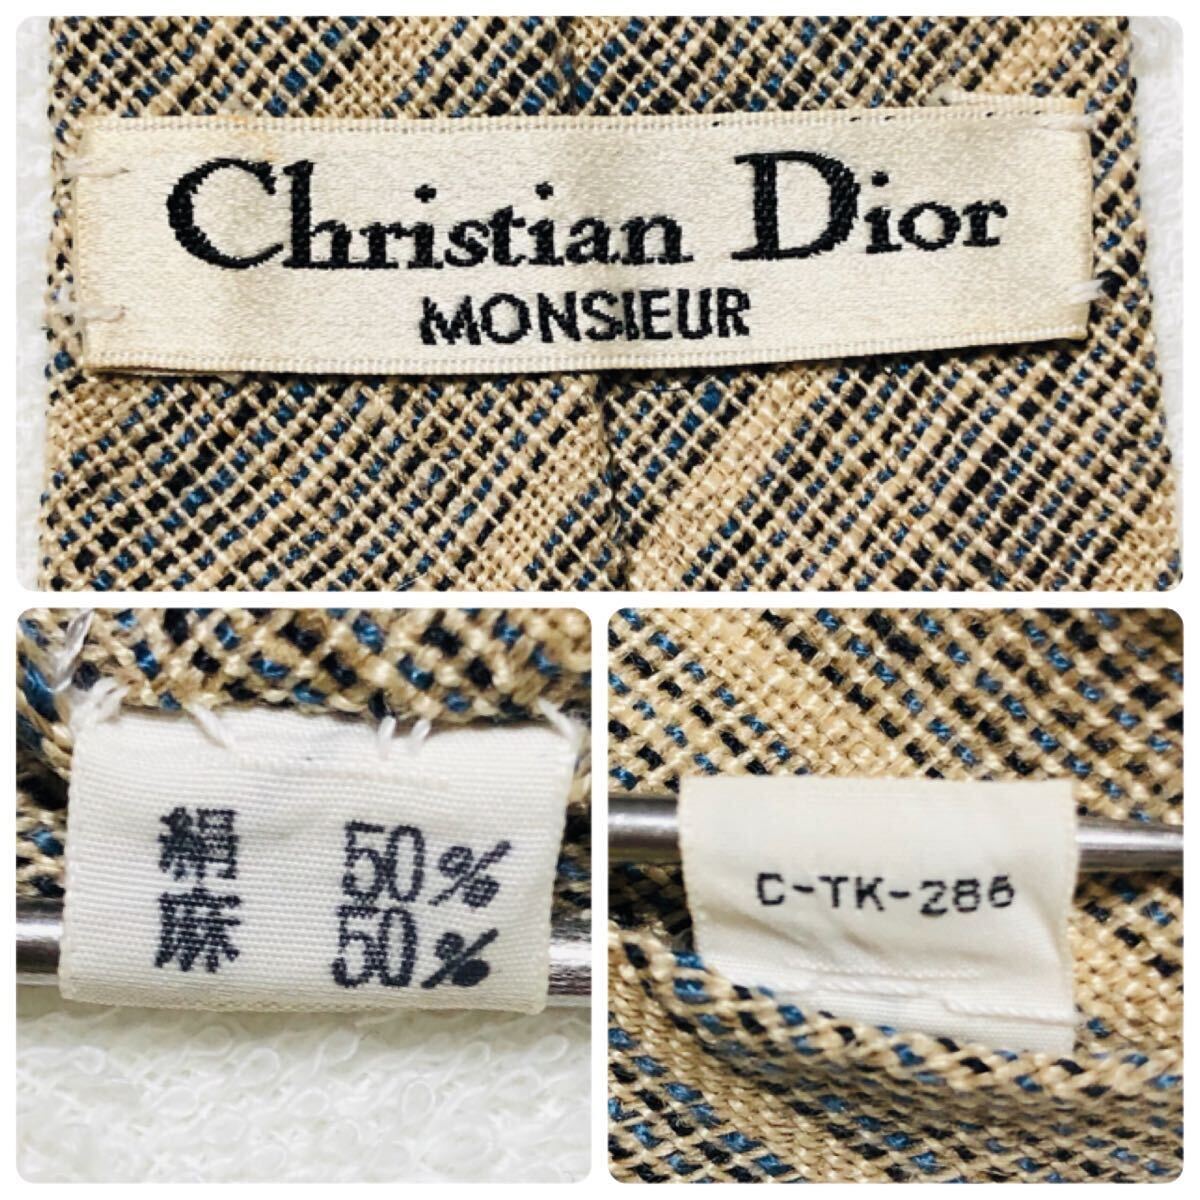 Christian Dior
MONSIEUR
絹 50%
麻 50%
C-TK-286